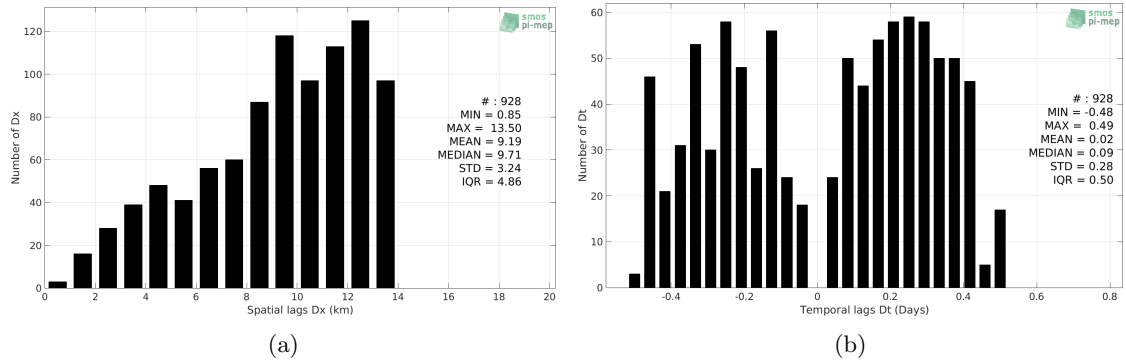 smos
pi-mep
120
100
80
60
40
20
0
Number of Dx
# : 928
MIN = 0.85
MAX = 13.50
MEAN = 9.19
MEDIAN = 9.71
STD = 3.24
IQR = 4.86
0 2 4 6 8 10 12 14 16 18 20
Spatial lags Dx (km)
(a)
smos
pi-mep
60
50
40
30
20
10
0
Number of Dt
# : 928
MIN = -0.48
MAX = 0.49
MEAN = 0.02
MEDIAN = 0.09
STD = 0.28
IQR = 0.50
-0.4 -0.2 0 0.2 0.4 0.6 0.8
Temporal lags Dt (Days)
(b)